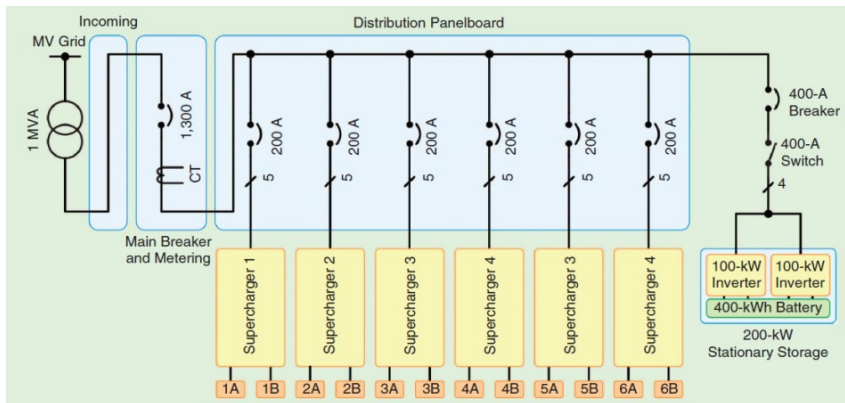 Incoming
Distribution Panelboard
MV Grid
1 MVA
1,300 A
CT
200 A
200 A
200 A
200 A
200 A
200 A
5
5
5
5
5
5
400-A
Breaker
400-A
Switch
4
Main Breaker
and Metering
Supercharger 1
Supercharger 2
Supercharger 3
Supercharger 4
Supercharger 3
Supercharger 4
100-kW
Inverter
100-kW
Inverter
400-kWh Battery
200-kW
Stationary Storage
1A
1B
2A
2B
3A
3B
4A
4B
5A
5B
6A
6B